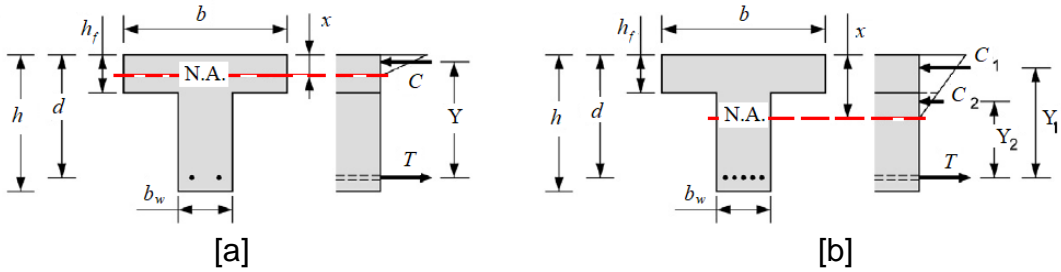 b
x
h_f
N.A.
C
h
d
Y
T
b_w
[a]
b
x
h_f
C_1
C_2
h
d
N.A.
Y_2
Y_1
T
b_w
[b]